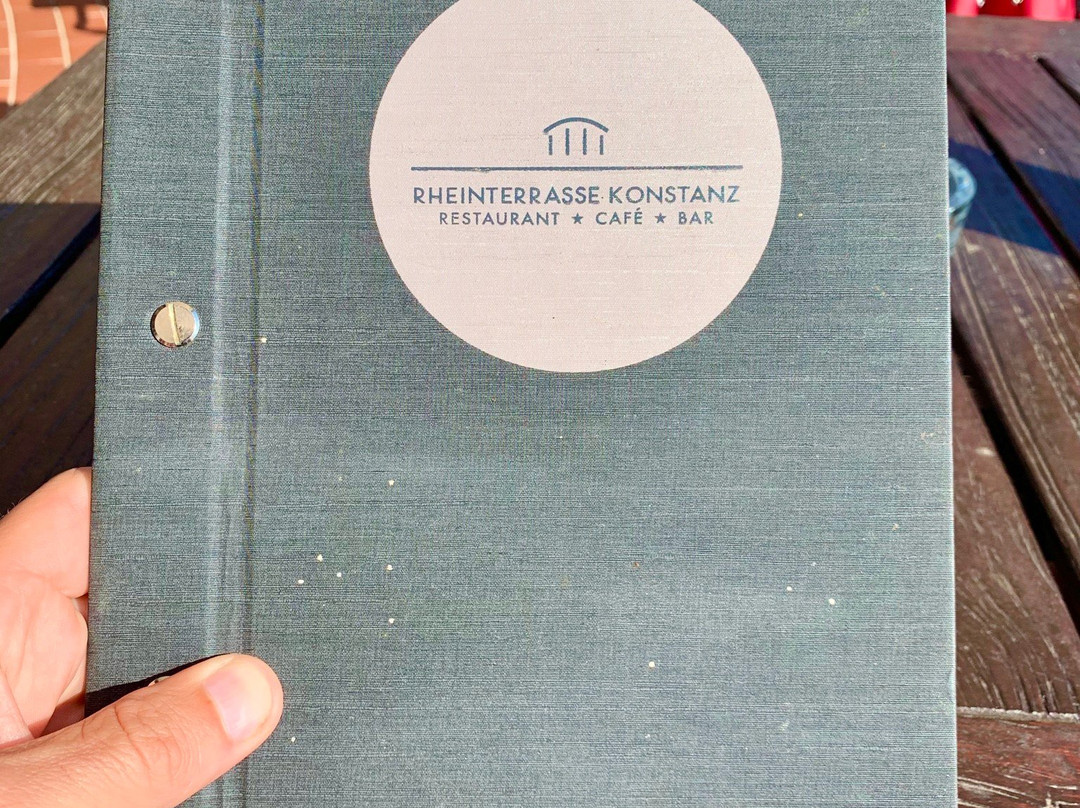 RHEINTERRASSE·KONSTANZ
RESTAURANT ★ CAFÉ ★ BAR